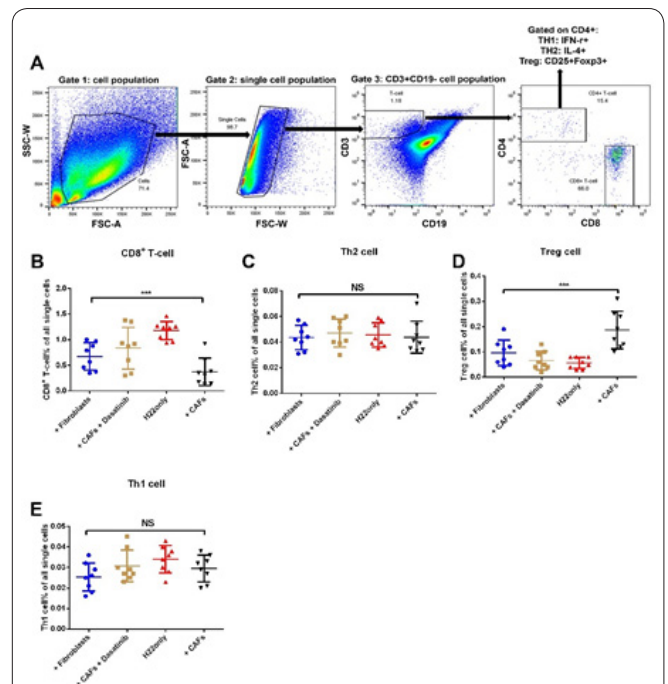 Gated on CD4+:
TH1: IFN-r+
TH2: IL-4+
Treg: CD25+Foxp3+
A
Gate 1: cell population
Gate 2: single cell population
Gate 3: CD3+CD19- cell population
SSC-W
Cells
71.4
FSC-A
FSC-A
Single Cells
98.7
FSC-W
CD3
T-cell
1.18
CD19
CD4
CD4+ T-cell
15.4
CD8+ T-cell
CD8
B
CD8+ T-cell
CD8+ T-cell% of all single cells
2.0
1.5
1.0
0.5
0.0
***
+ Fibroblasts
+ CAFs + Dasatinib
H22only
+ CAFs
C
Th2 cell
Th2 cell% of all single cells
0.08
0.06
0.04
0.02
0.00
NS
+ Fibroblasts
+ CAFs + Dasatinib
H22only
+ CAFs
D
Treg cell
Treg cell% of all single cells
0.4
0.3
0.2
0.1
0.0
***
+ Fibroblasts
+ CAFs + Dasatinib
H22only
+ CAFs
E
Th1 cell
Th1 cell% of all single cells
0.05
0.04
0.03
0.02
0.01
0.00
NS
+ Fibroblasts
+ CAFs + Dasatinib
H22only
+ CAFs